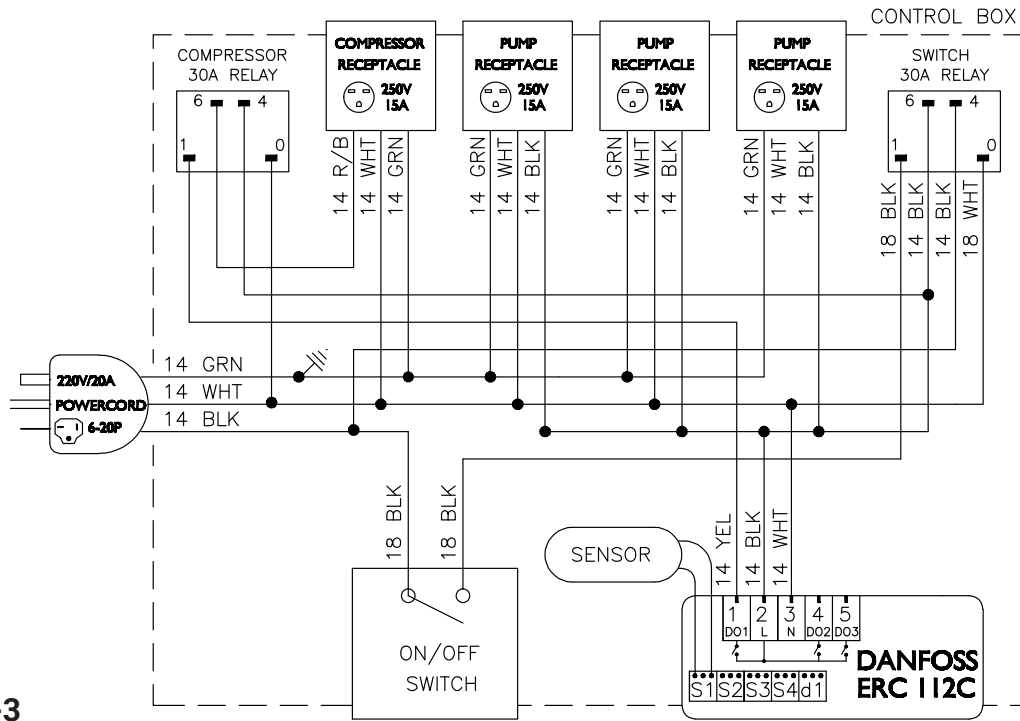 CONTROL BOX
COMPRESSOR
30A RELAY
6
4
1
0
COMPRESSOR
RECEPTACLE
250V
15A
PUMP
RECEPTACLE
250V
15A
PUMP
RECEPTACLE
250V
15A
PUMP
RECEPTACLE
250V
15A
SWITCH
30A RELAY
6
4
1
0
14 R/B
14 WHT
14 GRN
14 GRN
14 WHT
14 BLK
14 GRN
14 WHT
14 BLK
14 GRN
14 WHT
14 BLK
18 BLK
14 BLK
14 BLK
18 WHT
220V/20A
POWERCORD
6-20P
14 GRN
14 WHT
14 BLK
18 BLK
18 BLK
ON/OFF
SWITCH
SENSOR
14 YEL
14 BLK
14 WHT
1 2 3 4 5
DO1 L N DO2 DO3
S1 S2 S3 S4 d1
DANFOSS
ERC 112C
-3